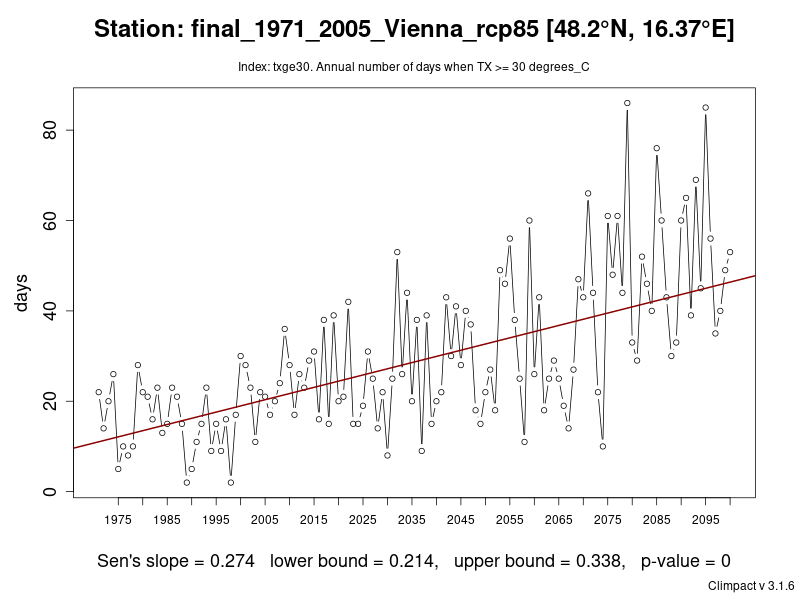 Station: final_1971_2005_Vienna_rcp85 [48.2°N, 16.37°E]
Index: txge30. Annual number of days when TX >= 30 degrees_C
days
80
60
40
20
0
1975 1985 1995 2005 2015 2025 2035 2045 2055 2065 2075 2085 2095
Sen's slope = 0.274 lower bound = 0.214, upper bound = 0.338, p-value = 0
Climpact v 3.1.6